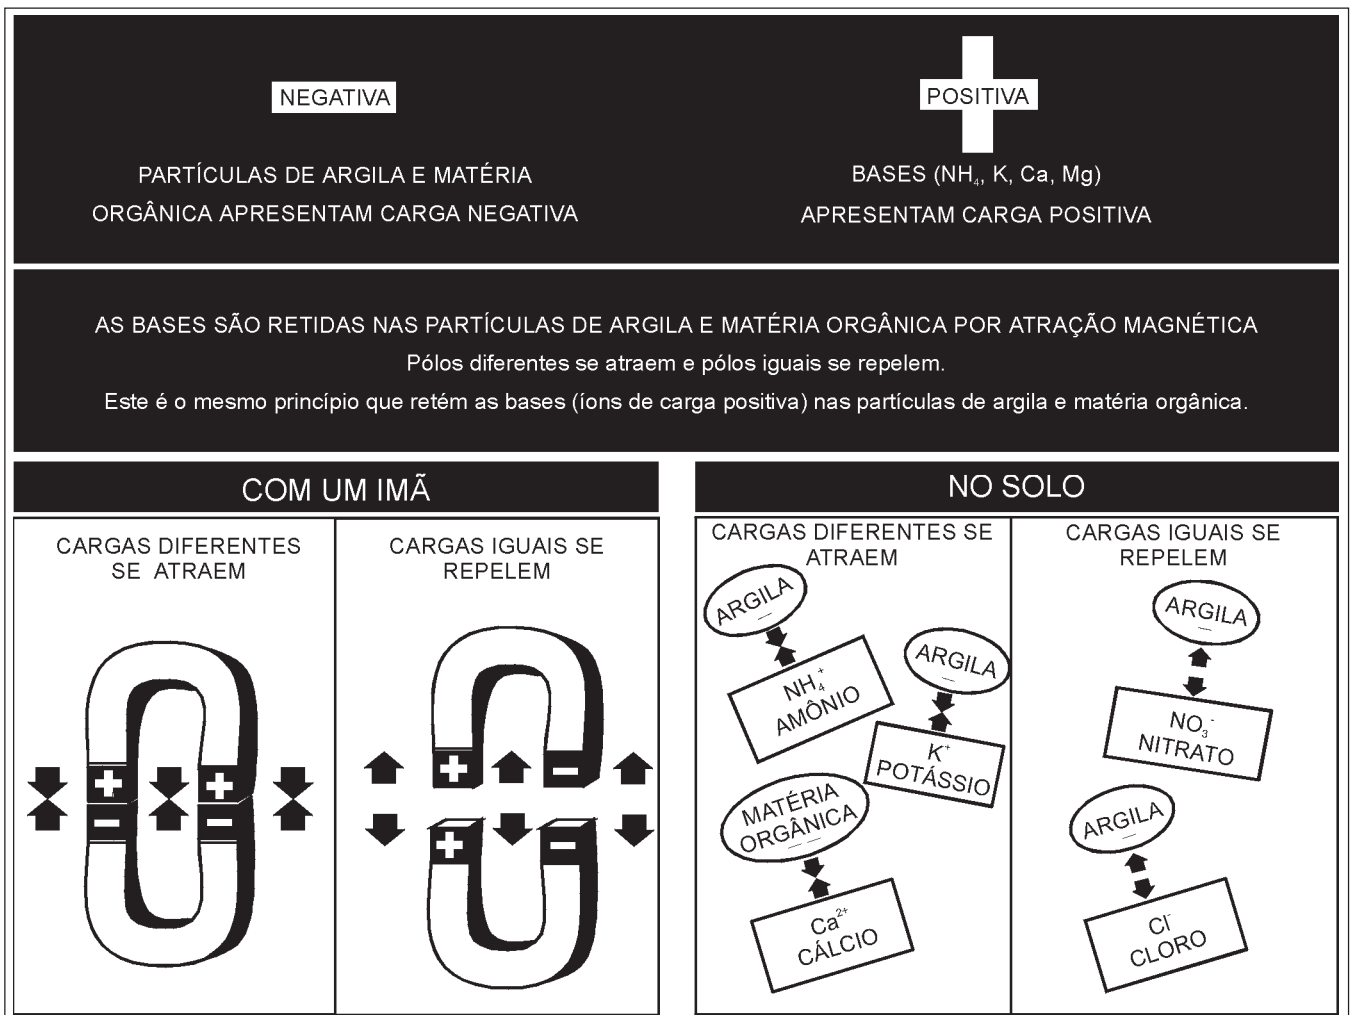 NEGATIVA
PARTÍCULAS DE ARGILA E MATÉRIA
ORGÂNICA APRESENTAM CARGA NEGATIVA
POSITIVA
BASES (NH₄, K, Ca, Mg)
APRESENTAM CARGA POSITIVA
AS BASES SÃO RETIDAS NAS PARTÍCULAS DE ARGILA E MATÉRIA ORGÂNICA POR ATRAÇÃO MAGNÉTICA
Pólos diferentes se atraem e pólos iguais se repelem.
Este é o mesmo princípio que retém as bases (íons de carga positiva) nas partículas de argila e matéria orgânica.
COM UM IMÃ
CARGAS DIFERENTES
SE ATRAEM
+ +
− −
CARGAS IGUAIS SE
REPELEM
+ −
+ −
NO SOLO
CARGAS DIFERENTES SE
ATRAEM
ARGILA
−
NH₄⁺
AMÔNIO
ARGILA
−
K⁺
POTÁSSIO
MATÉRIA
ORGÂNICA
− −
Ca²⁺
CÁLCIO
CARGAS IGUAIS SE
REPELEM
ARGILA
−
NO₃⁻
NITRATO
ARGILA
−
Cl⁻
CLORO